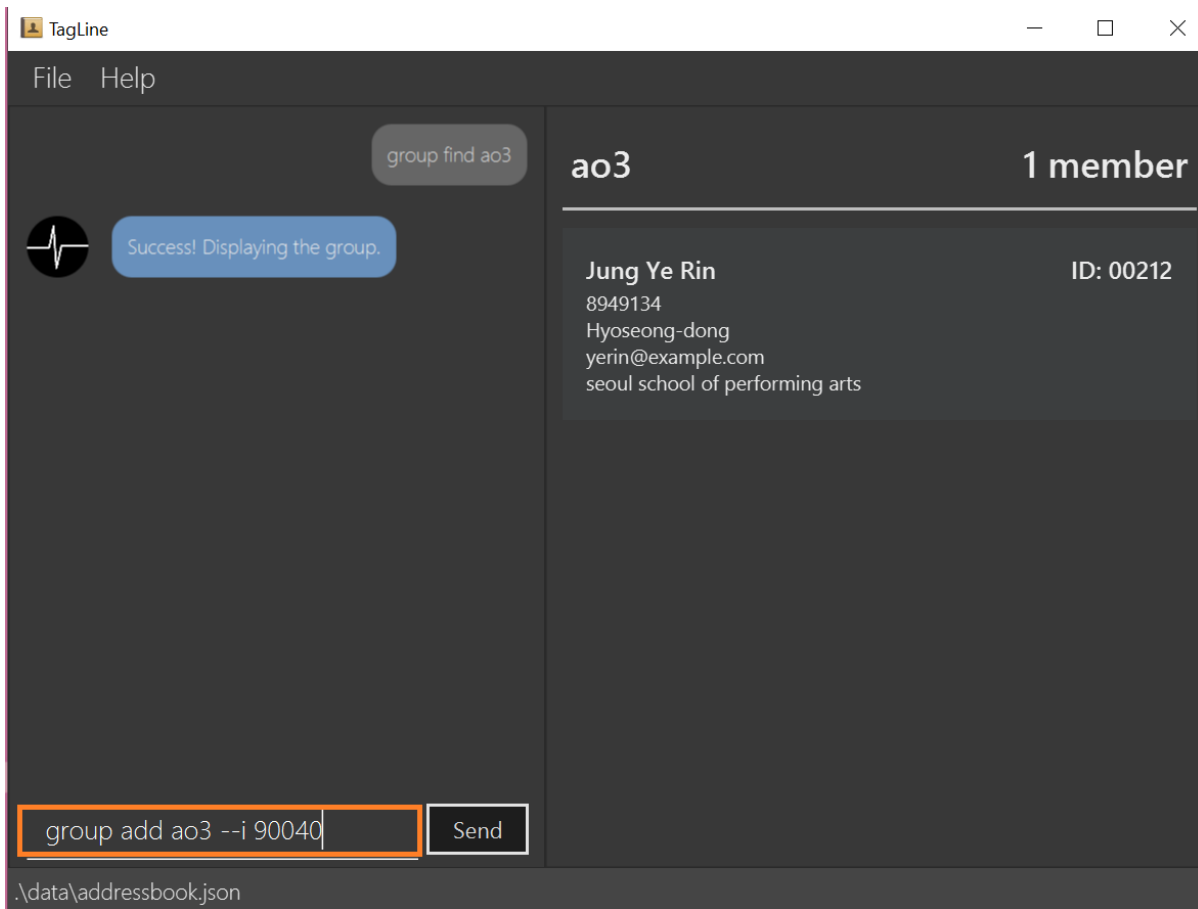 TagLine
File Help
group find ao3
Success! Displaying the group.
ao3 1 member
Jung Ye Rin ID: 00212
8949134
Hyoseong-dong
yerin@example.com
seoul school of performing arts
group add ao3 --i 90040
Send
.\data\addressbook.json